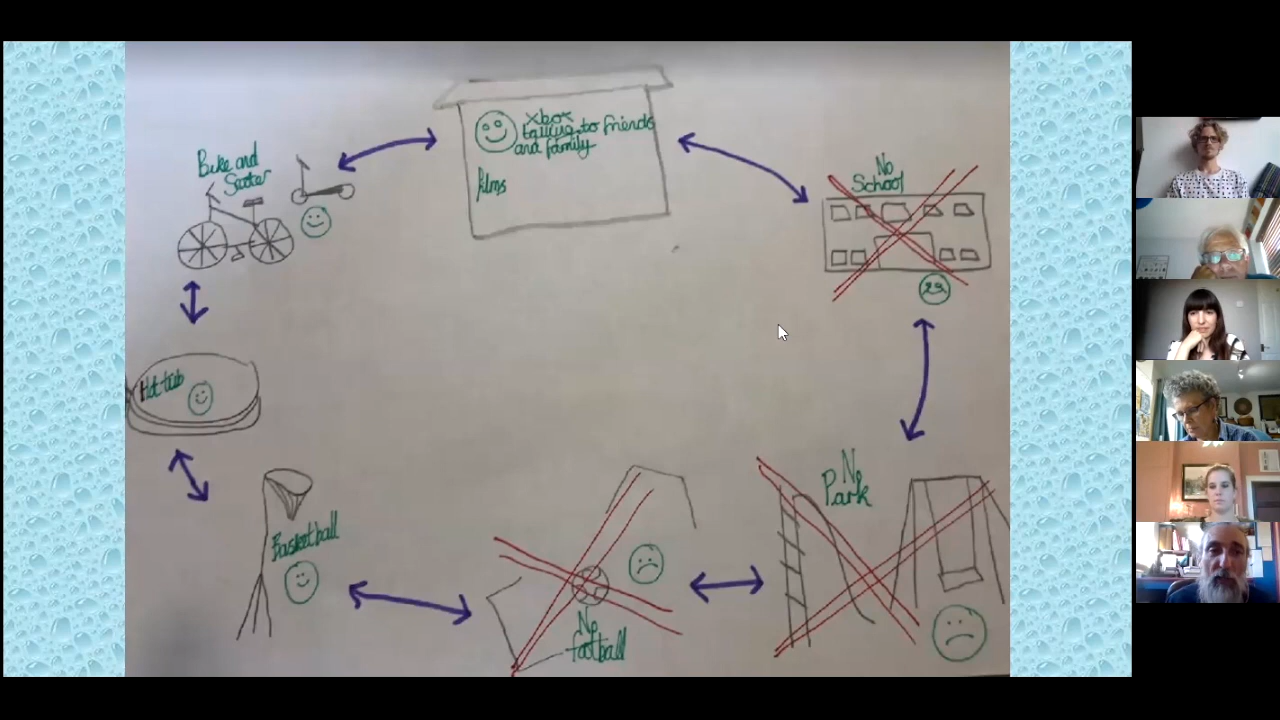 xbox
talking to friends
and family
films
Bike and
Scooter
No
School
Hot tub
No
Park
Basketball
No
football